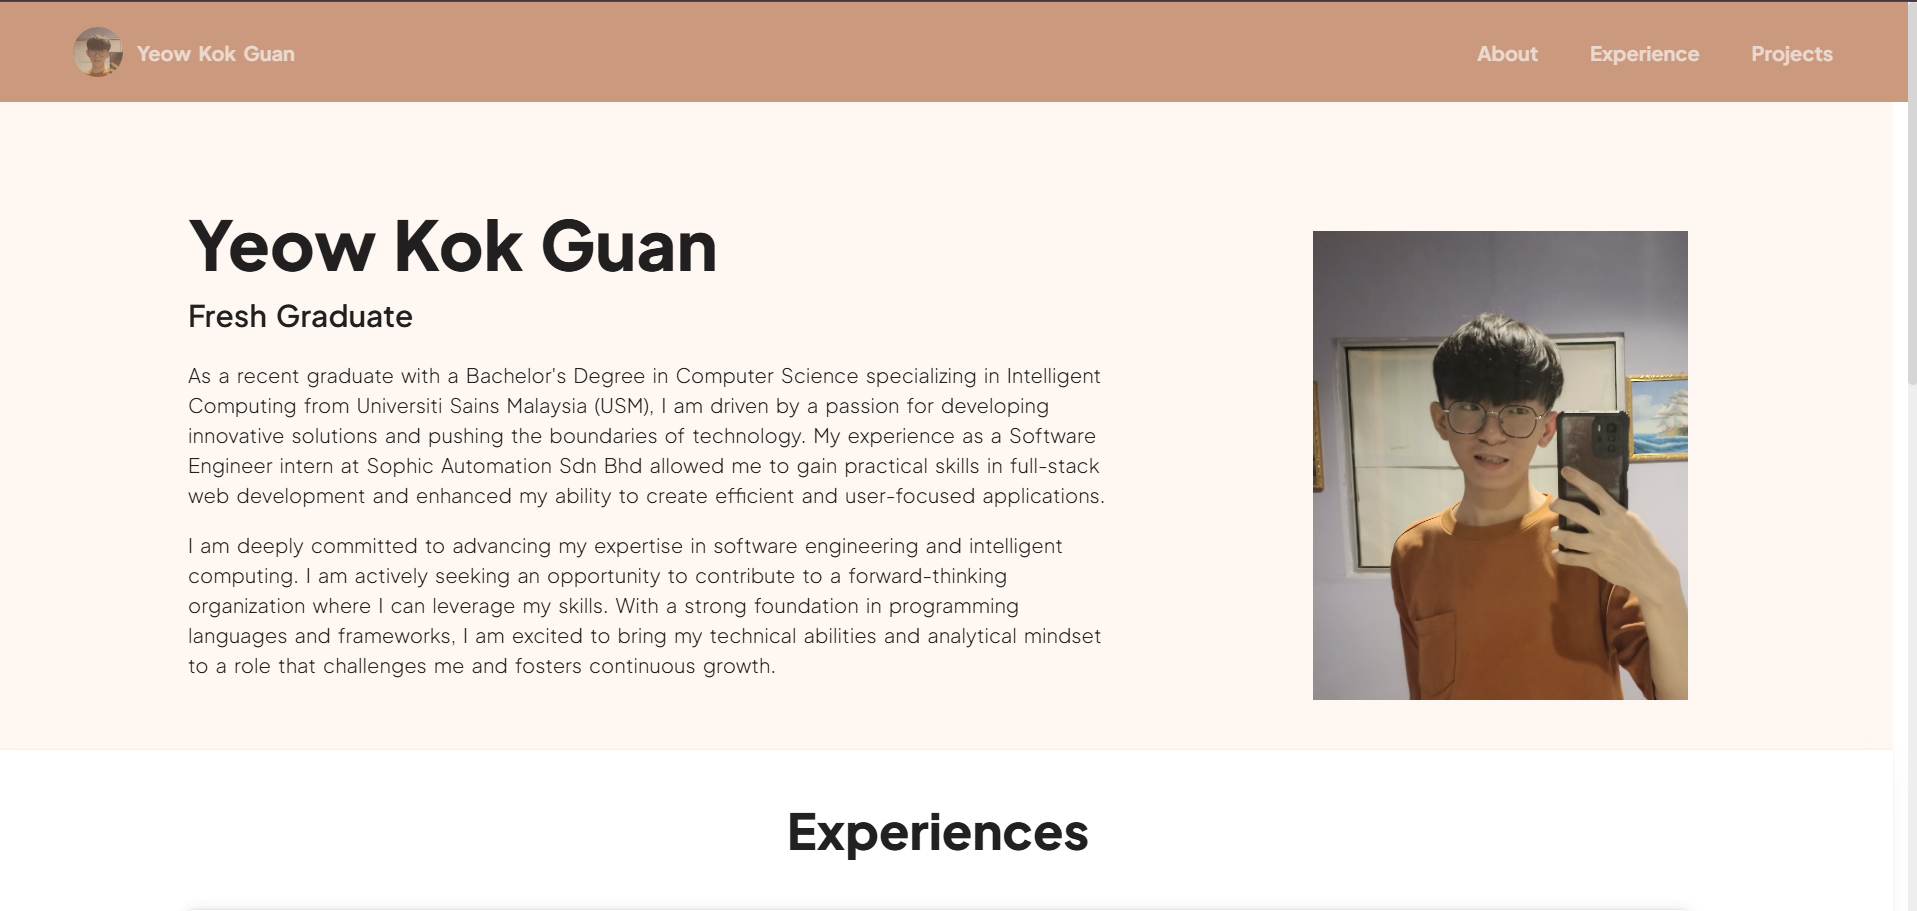 Yeow Kok Guan
About
Experience
Projects
Yeow Kok Guan
Fresh Graduate
As a recent graduate with a Bachelor's Degree in Computer Science specializing in Intelligent
Computing from Universiti Sains Malaysia (USM), I am driven by a passion for developing
innovative solutions and pushing the boundaries of technology. My experience as a Software
Engineer intern at Sophic Automation Sdn Bhd allowed me to gain practical skills in full-stack
web development and enhanced my ability to create efficient and user-focused applications.
I am deeply committed to advancing my expertise in software engineering and intelligent
computing. I am actively seeking an opportunity to contribute to a forward-thinking
organization where I can leverage my skills. With a strong foundation in programming
languages and frameworks, I am excited to bring my technical abilities and analytical mindset
to a role that challenges me and fosters continuous growth.
Experiences